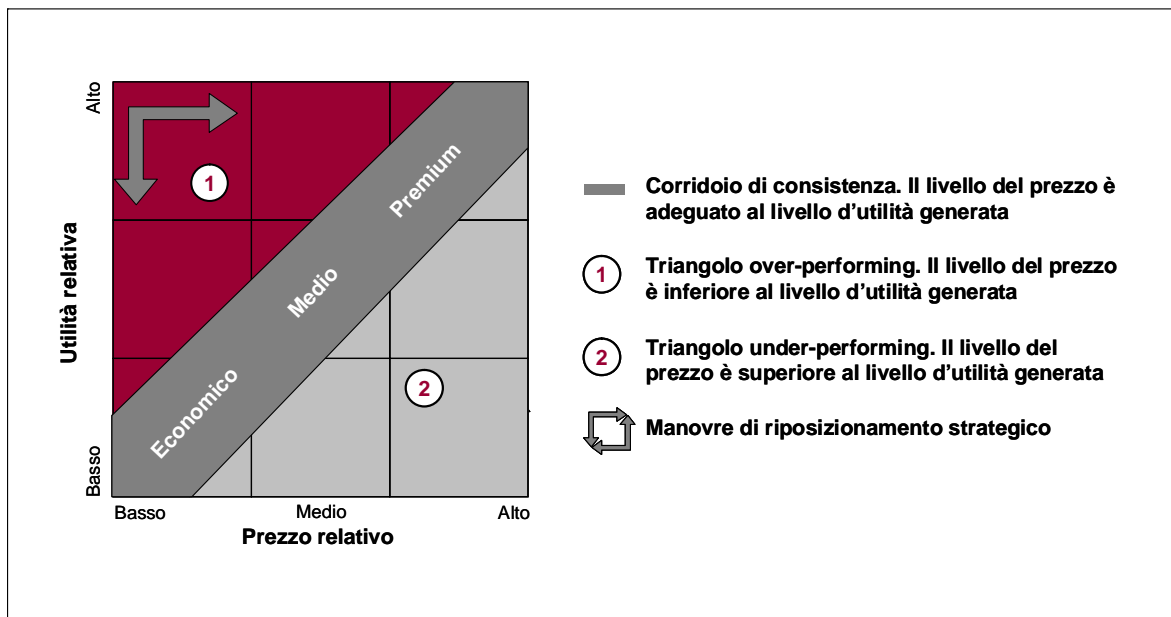 Alto
Utilità relativa
Basso
1
Premium
Medio
Economico
2
Basso
Medio
Alto
Prezzo relativo
Corridoio di consistenza. Il livello del prezzo è
adeguato al livello d'utilità generata
1
Triangolo over-performing. Il livello del prezzo
è inferiore al livello d'utilità generata
2
Triangolo under-performing. Il livello del
prezzo è superiore al livello d'utilità generata
Manovre di riposizionamento strategico